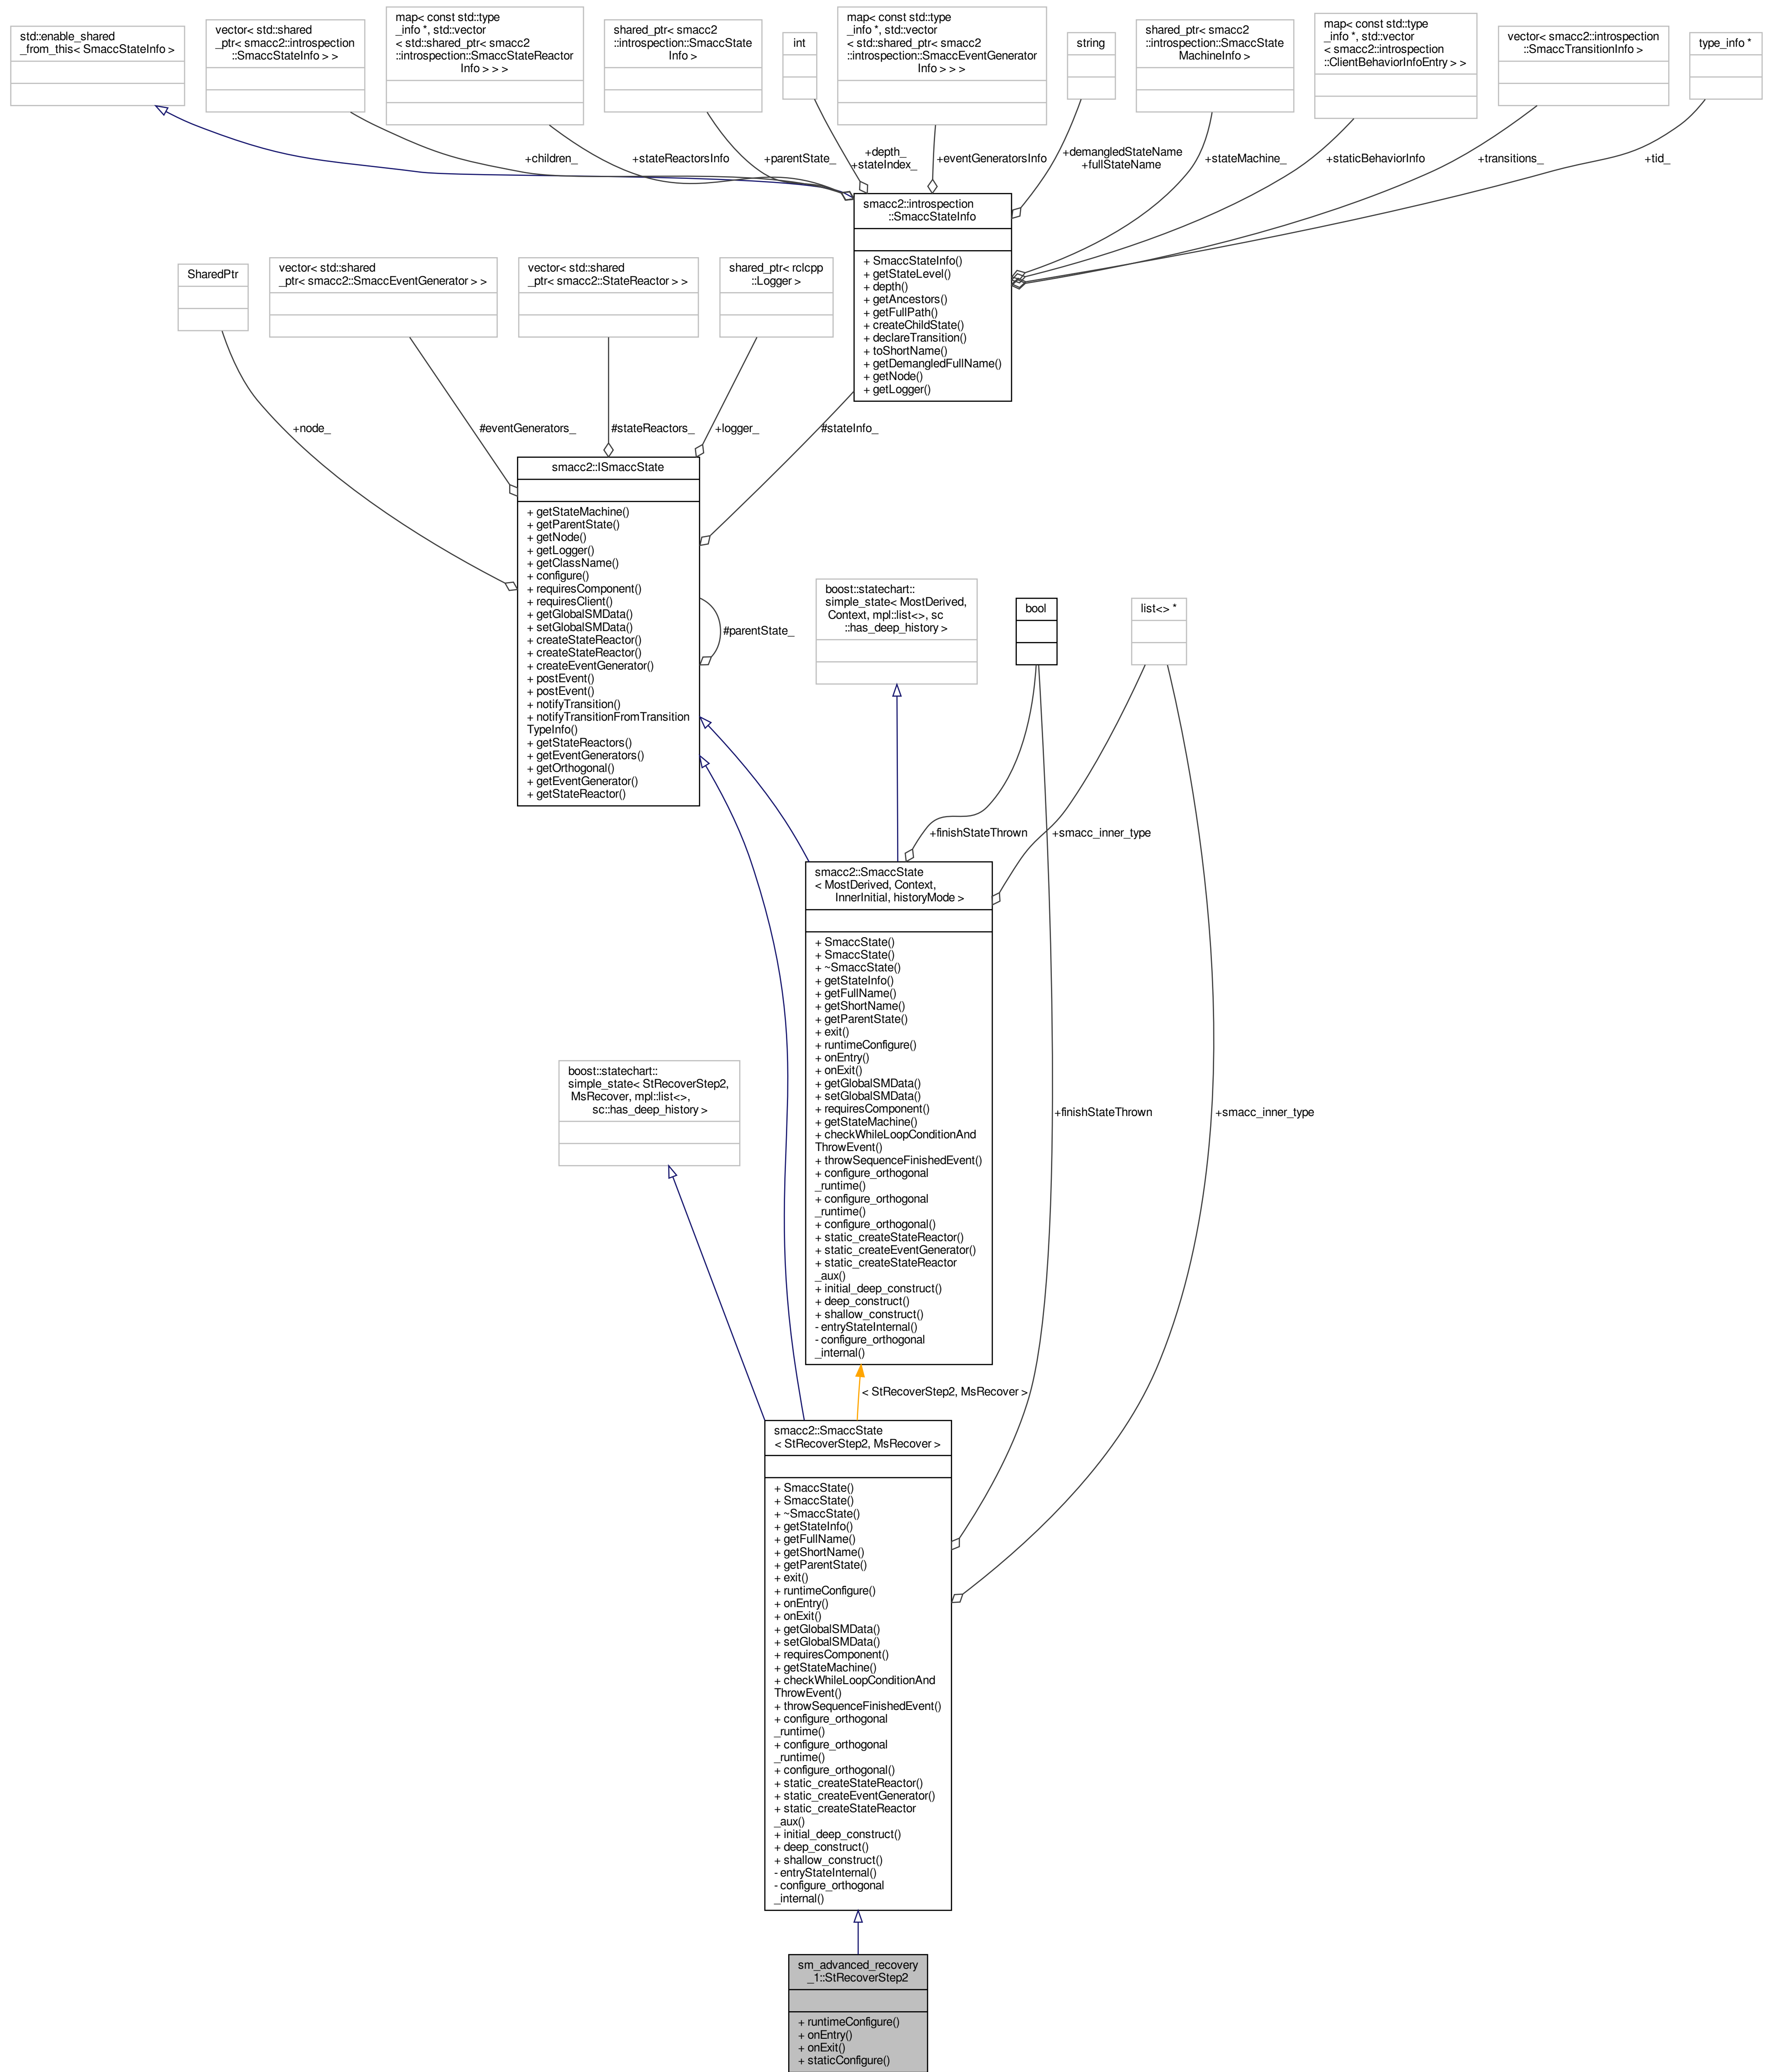 std::enable_shared
_from_this< SmaccStateInfo >
vector< std::shared
_ptr< smacc2::introspection
::SmaccStateInfo > >
map< const std::type
_info *, std::vector
< std::shared_ptr< smacc2
::introspection::SmaccStateReactor
Info > > >
shared_ptr< smacc2
::introspection::SmaccState
Info >
int
map< const std::type
_info *, std::vector
< std::shared_ptr< smacc2
::introspection::SmaccEventGenerator
Info > > >
string
shared_ptr< smacc2
::introspection::SmaccState
MachineInfo >
map< const std::type
_info *, std::vector
< smacc2::introspection
::ClientBehaviorInfoEntry > >
vector< smacc2::introspection
::SmaccTransitionInfo >
type_info *
+children_
+stateReactorsInfo
+parentState_
+depth_
+stateIndex_
+eventGeneratorsInfo
+demangledStateName
+fullStateName
+stateMachine_
+staticBehaviorInfo
+transitions_
+tid_
smacc2::introspection
::SmaccStateInfo
+ SmaccStateInfo()
+ getStateLevel()
+ depth()
+ getAncestors()
+ getFullPath()
+ createChildState()
+ declareTransition()
+ toShortName()
+ getDemangledFullName()
+ getNode()
+ getLogger()
SharedPtr
vector< std::shared
_ptr< smacc2::SmaccEventGenerator > >
vector< std::shared
_ptr< smacc2::StateReactor > >
shared_ptr< rclcpp
::Logger >
+node_
#eventGenerators_
#stateReactors_
+logger_
#stateInfo_
smacc2::ISmaccState
+ getStateMachine()
+ getParentState()
+ getNode()
+ getLogger()
+ getClassName()
+ configure()
+ requiresComponent()
+ requiresClient()
+ getGlobalSMData()
+ setGlobalSMData()
+ createStateReactor()
+ createStateReactor()
+ createEventGenerator()
+ postEvent()
+ postEvent()
+ notifyTransition()
+ notifyTransitionFromTransition
TypeInfo()
+ getStateReactors()
+ getEventGenerators()
+ getOrthogonal()
+ getEventGenerator()
+ getStateReactor()
#parentState_
boost::statechart::
simple_state< MostDerived,
Context, mpl::list<>, sc
::has_deep_history >
bool
list<> *
+finishStateThrown
+smacc_inner_type
smacc2::SmaccState
< MostDerived, Context,
InnerInitial, historyMode >
+ SmaccState()
+ SmaccState()
+ ~SmaccState()
+ getStateInfo()
+ getFullName()
+ getShortName()
+ getParentState()
+ exit()
+ runtimeConfigure()
+ onEntry()
+ onExit()
+ getGlobalSMData()
+ setGlobalSMData()
+ requiresComponent()
+ getStateMachine()
+ checkWhileLoopConditionAnd
ThrowEvent()
+ throwSequenceFinishedEvent()
+ configure_orthogonal
_runtime()
+ configure_orthogonal
_runtime()
+ configure_orthogonal()
+ static_createStateReactor()
+ static_createEventGenerator()
+ static_createStateReactor
_aux()
+ initial_deep_construct()
+ deep_construct()
+ shallow_construct()
- entryStateInternal()
- configure_orthogonal
_internal()
boost::statechart::
simple_state< StRecoverStep2,
MsRecover, mpl::list<>,
sc::has_deep_history >
+finishStateThrown
+smacc_inner_type
< StRecoverStep2, MsRecover >
smacc2::SmaccState
< StRecoverStep2, MsRecover >
+ SmaccState()
+ SmaccState()
+ ~SmaccState()
+ getStateInfo()
+ getFullName()
+ getShortName()
+ getParentState()
+ exit()
+ runtimeConfigure()
+ onEntry()
+ onExit()
+ getGlobalSMData()
+ setGlobalSMData()
+ requiresComponent()
+ getStateMachine()
+ checkWhileLoopConditionAnd
ThrowEvent()
+ throwSequenceFinishedEvent()
+ configure_orthogonal
_runtime()
+ configure_orthogonal
_runtime()
+ configure_orthogonal()
+ static_createStateReactor()
+ static_createEventGenerator()
+ static_createStateReactor
_aux()
+ initial_deep_construct()
+ deep_construct()
+ shallow_construct()
- entryStateInternal()
- configure_orthogonal
_internal()
sm_advanced_recovery
_1::StRecoverStep2
+ runtimeConfigure()
+ onEntry()
+ onExit()
+ staticConfigure()